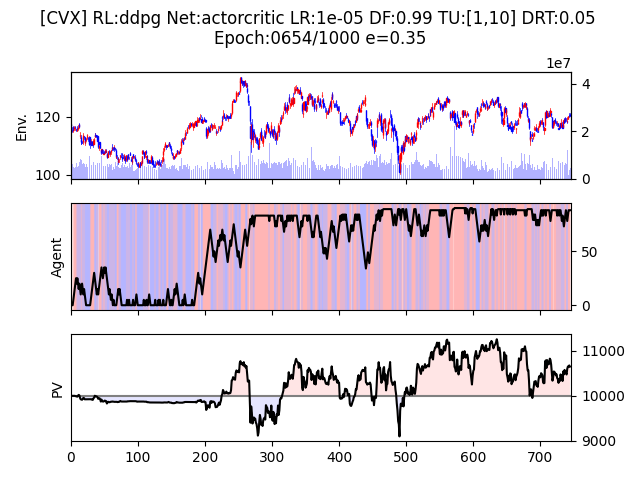 [CVX] RL:ddpg Net:actorcritic LR:1e-05 DF:0.99 TU:[1,10] DRT:0.05
Epoch:0654/1000 e=0.35
1e7
Env.
120
100
4
2
0
Agent
50
0
PV
11000
10000
9000
0 100 200 300 400 500 600 700